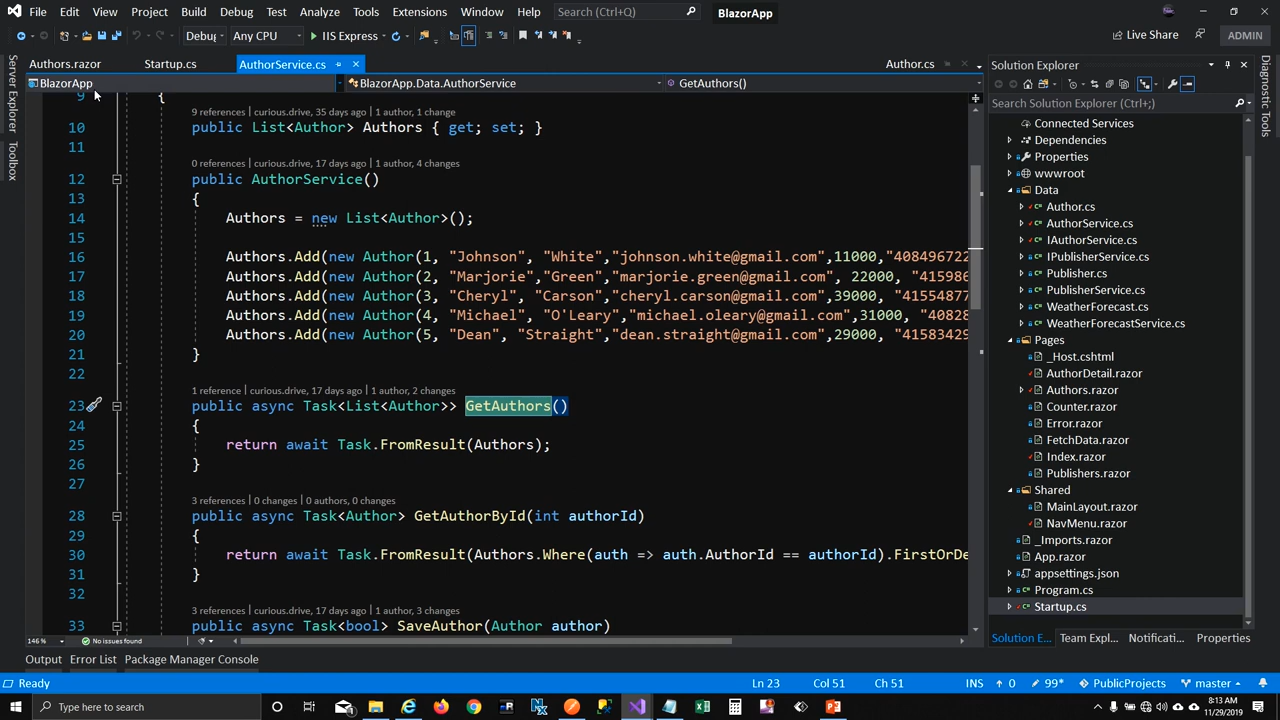 File Edit View Project Build Debug Test Analyze Tools Extensions Window Help Search (Ctrl+Q) BlazorApp
Debug Any CPU IIS Express Live Share ADMIN
Authors.razor Startup.cs AuthorService.cs Author.cs
BlazorApp BlazorApp.Data.AuthorService GetAuthors()
Server Explorer
Toolbox
9 {
9 references | curious.drive, 35 days ago | 1 author, 1 change
10 public List<Author> Authors { get; set; }
11
0 references | curious.drive, 17 days ago | 1 author, 4 changes
12 public AuthorService()
13 {
14 Authors = new List<Author>();
15
16 Authors.Add(new Author(1, "Johnson", "White","johnson.white@gmail.com",11000,"408496722
17 Authors.Add(new Author(2, "Marjorie","Green","marjorie.green@gmail.com", 22000, "415986
18 Authors.Add(new Author(3, "Cheryl", "Carson","cheryl.carson@gmail.com",39000, "41554877
19 Authors.Add(new Author(4, "Michael", "O'Leary","michael.oleary@gmail.com",31000, "40828
20 Authors.Add(new Author(5, "Dean", "Straight","dean.straight@gmail.com",29000, "41583429
21 }
22
1 reference | curious.drive, 17 days ago | 1 author, 2 changes
23 public async Task<List<Author>> GetAuthors()
24 {
25 return await Task.FromResult(Authors);
26 }
27
3 references | 0 changes | 0 authors, 0 changes
28 public async Task<Author> GetAuthorById(int authorId)
29 {
30 return await Task.FromResult(Authors.Where(auth => auth.AuthorId == authorId).FirstOrDe
31 }
32
3 references | curious.drive, 17 days ago | 1 author, 3 changes
33 public async Task<bool> SaveAuthor(Author author)
146 % No issues found
Solution Explorer
Search Solution Explorer (Ctrl+;)
Connected Services
Dependencies
Properties
wwwroot
Data
Author.cs
AuthorService.cs
IAuthorService.cs
IPublisherService.cs
Publisher.cs
PublisherService.cs
WeatherForecast.cs
WeatherForecastService.cs
Pages
_Host.cshtml
AuthorDetail.razor
Authors.razor
Counter.razor
Error.razor
FetchData.razor
Index.razor
Publishers.razor
Shared
MainLayout.razor
NavMenu.razor
_Imports.razor
App.razor
appsettings.json
Program.cs
Startup.cs
Solution E... Team Expl... Notificati... Properties
Diagnostic Tools
Output Error List Package Manager Console
Ready Ln 23 Col 51 Ch 51 INS 0 99* PublicProjects master
Type here to search
8:13 AM
11/29/2019